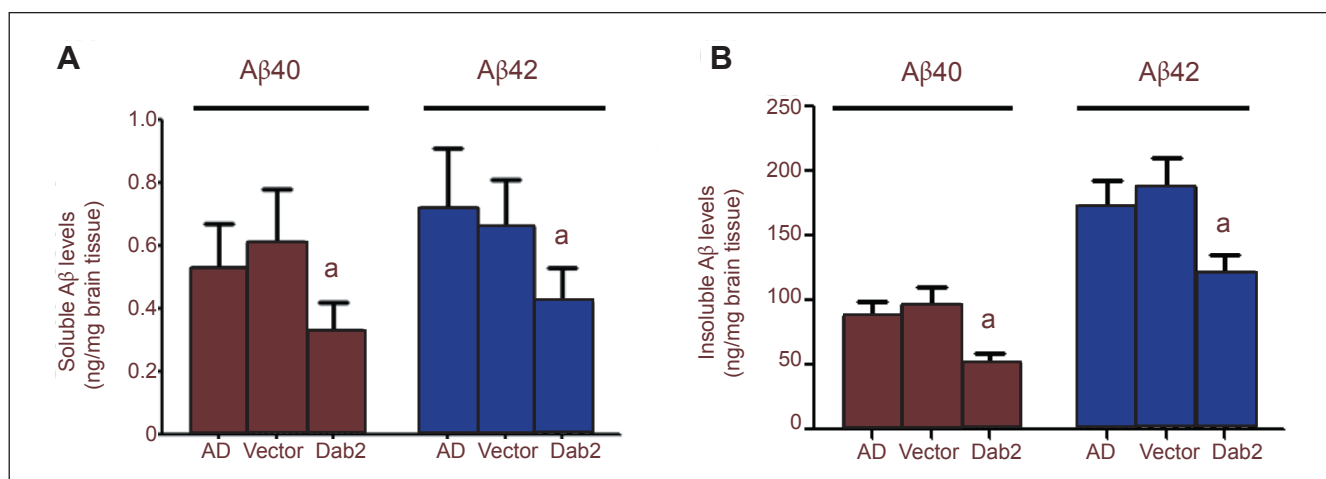 A
Aβ40
Aβ42
Soluble Aβ levels
(ng/mg brain tissue)
1.0
0.8
0.6
0.4
0.2
0
a
a
AD Vector Dab2
AD Vector Dab2
B
Aβ40
Aβ42
Insoluble Aβ levels
(ng/mg brain tissue)
250
200
150
100
50
0
a
a
AD Vector Dab2
AD Vector Dab2